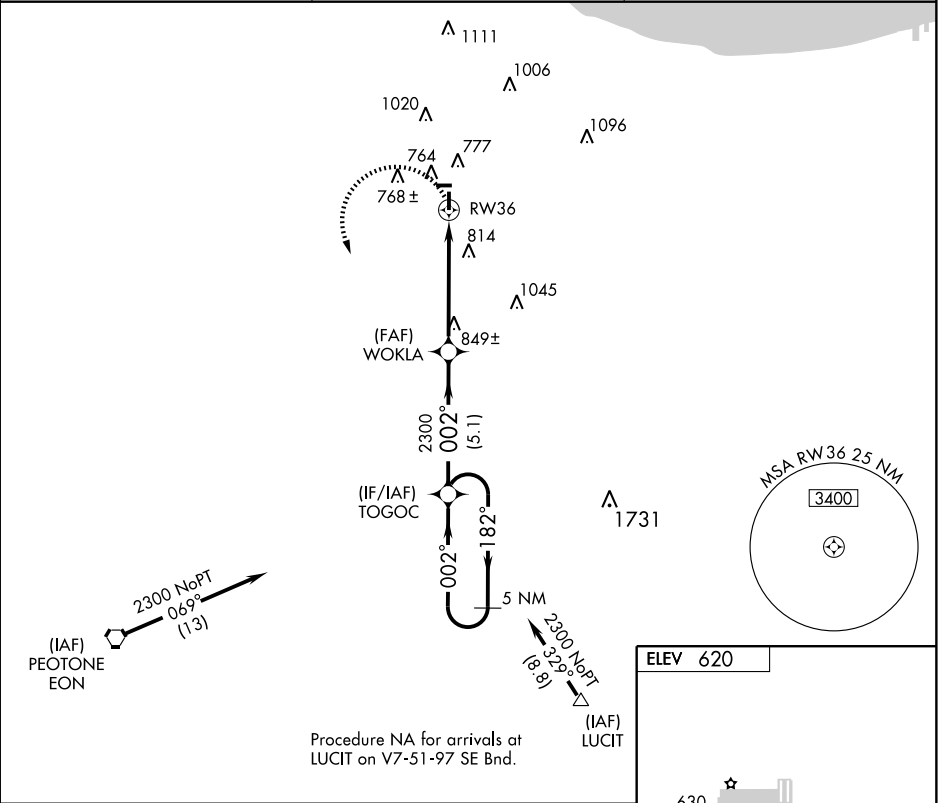 1111
1006
1020
1096
777
764
768 ±
RW36
814
1045
(FAF)
WOKLA
849±
2300
002°
(5.1)
MSA RW36 25 NM
3400
(IF/IAF)
TOGOC
1731
182°
002°
5 NM
2300 NoPT
069°
(13)
(IAF)
PEOTONE
EON
2300 NoPT
329°
(8.8)
(IAF)
LUCIT
ELEV 620
Procedure NA for arrivals at
LUCIT on V7-51-97 SE Bnd.
630